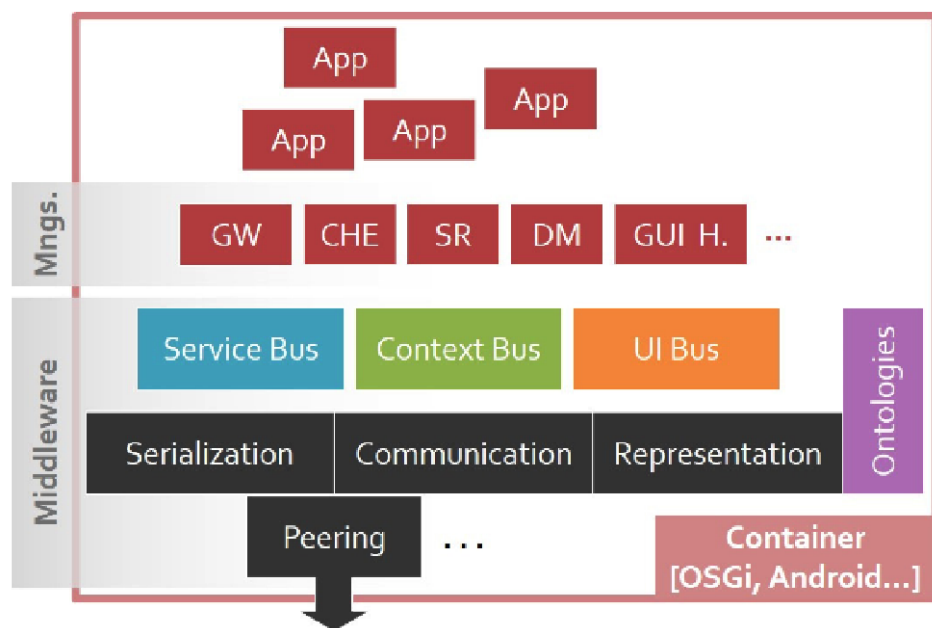 App
App
App
App
Mngs.
GW
CHE
SR
DM
GUI H.
...
Middleware
Service Bus
Context Bus
UI Bus
Ontologies
Serialization
Communication
Representation
Peering
...
Container
[OSGi, Android...]